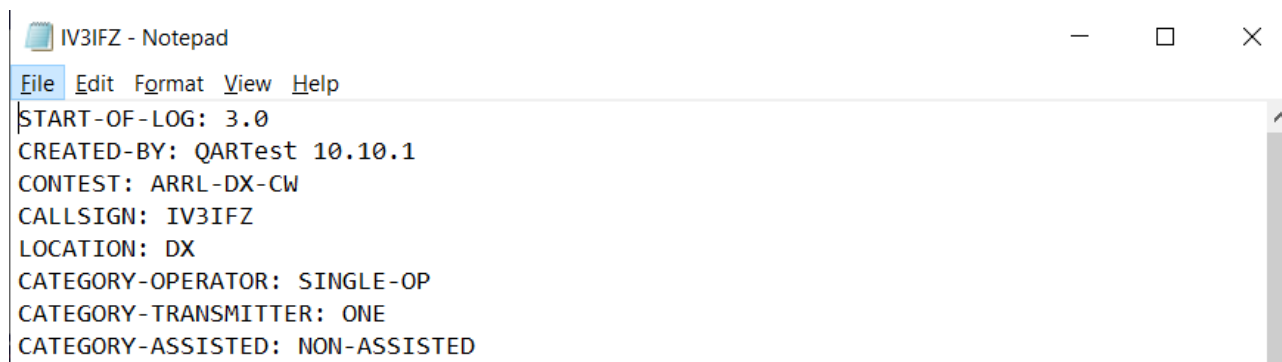 IV3IFZ - Notepad
File Edit Format View Help
START-OF-LOG: 3.0
CREATED-BY: QARTest 10.10.1
CONTEST: ARRL-DX-CW
CALLSIGN: IV3IFZ
LOCATION: DX
CATEGORY-OPERATOR: SINGLE-OP
CATEGORY-TRANSMITTER: ONE
CATEGORY-ASSISTED: NON-ASSISTED